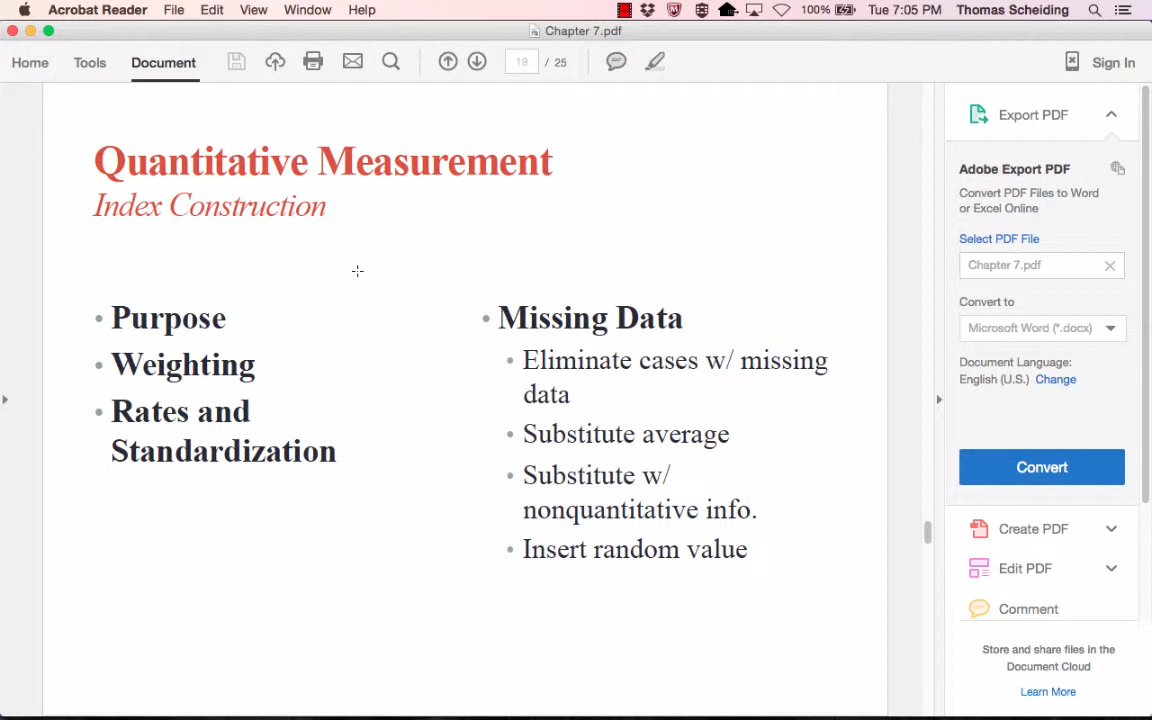 Acrobat Reader File Edit View Window Help 100% Tue 7:05 PM Thomas Scheiding
Chapter 7.pdf
Home Tools Document 19 / 25 Sign In
Quantitative Measurement
Index Construction
• Purpose
• Weighting
• Rates and
Standardization
• Missing Data
• Eliminate cases w/ missing
data
• Substitute average
• Substitute w/
nonquantitative info.
• Insert random value
Export PDF
Adobe Export PDF
Convert PDF Files to Word
or Excel Online
Select PDF File
Chapter 7.pdf
Convert to
Microsoft Word (*.docx)
Document Language:
English (U.S.) Change
Convert
Create PDF
Edit PDF
Comment
Store and share files in the
Document Cloud
Learn More